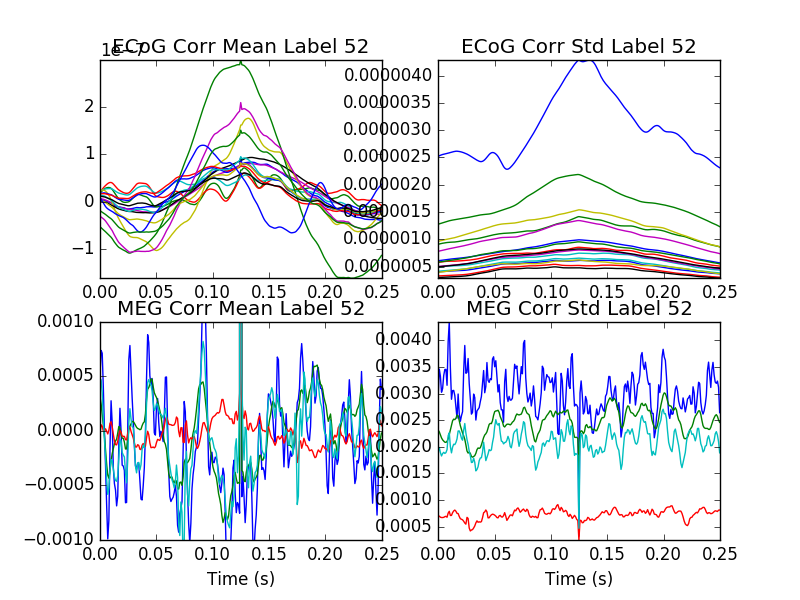 ECoG Corr Mean Label 52
ECoG Corr Std Label 52
1e−7
2
1
0
−1
0.00 0.05 0.10 0.15 0.20 0.25
0.0000040
0.0000035
0.0000030
0.0000025
0.0000020
0.0000015
0.0000010
0.0000005
0.0000000
0.00 0.05 0.10 0.15 0.20 0.25
MEG Corr Mean Label 52
MEG Corr Std Label 52
0.0010
0.0005
0.0000
−0.0005
−0.0010
0.00 0.05 0.10 0.15 0.20 0.25
Time (s)
0.0040
0.0035
0.0030
0.0025
0.0020
0.0015
0.0010
0.0005
0.00 0.05 0.10 0.15 0.20 0.25
Time (s)